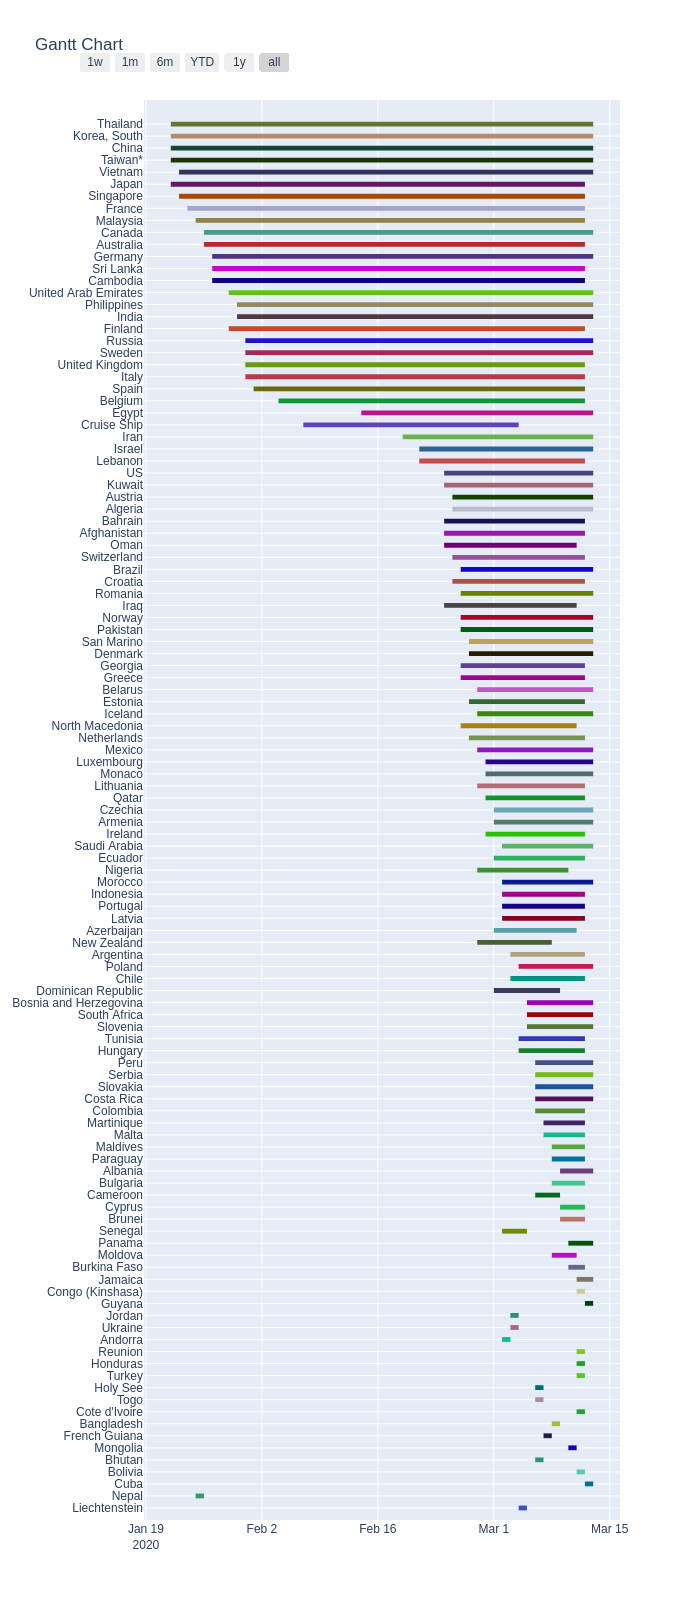 Gantt Chart
1w 1m 6m YTD 1y all
Thailand
Korea, South
China
Taiwan*
Vietnam
Japan
Singapore
France
Malaysia
Canada
Australia
Germany
Sri Lanka
Cambodia
United Arab Emirates
Philippines
India
Finland
Russia
Sweden
United Kingdom
Italy
Spain
Belgium
Egypt
Cruise Ship
Iran
Israel
Lebanon
US
Kuwait
Austria
Algeria
Bahrain
Afghanistan
Oman
Switzerland
Brazil
Croatia
Romania
Iraq
Norway
Pakistan
San Marino
Denmark
Georgia
Greece
Belarus
Estonia
Iceland
North Macedonia
Netherlands
Mexico
Luxembourg
Monaco
Lithuania
Qatar
Czechia
Armenia
Ireland
Saudi Arabia
Ecuador
Nigeria
Morocco
Indonesia
Portugal
Latvia
Azerbaijan
New Zealand
Argentina
Poland
Chile
Dominican Republic
Bosnia and Herzegovina
South Africa
Slovenia
Tunisia
Hungary
Peru
Serbia
Slovakia
Costa Rica
Colombia
Martinique
Malta
Maldives
Paraguay
Albania
Bulgaria
Cameroon
Cyprus
Brunei
Senegal
Panama
Moldova
Burkina Faso
Jamaica
Congo (Kinshasa)
Guyana
Jordan
Ukraine
Andorra
Reunion
Honduras
Turkey
Holy See
Togo
Cote d'Ivoire
Bangladesh
French Guiana
Mongolia
Bhutan
Bolivia
Cuba
Nepal
Liechtenstein
Jan 19 Feb 2 Feb 16 Mar 1 Mar 15
2020